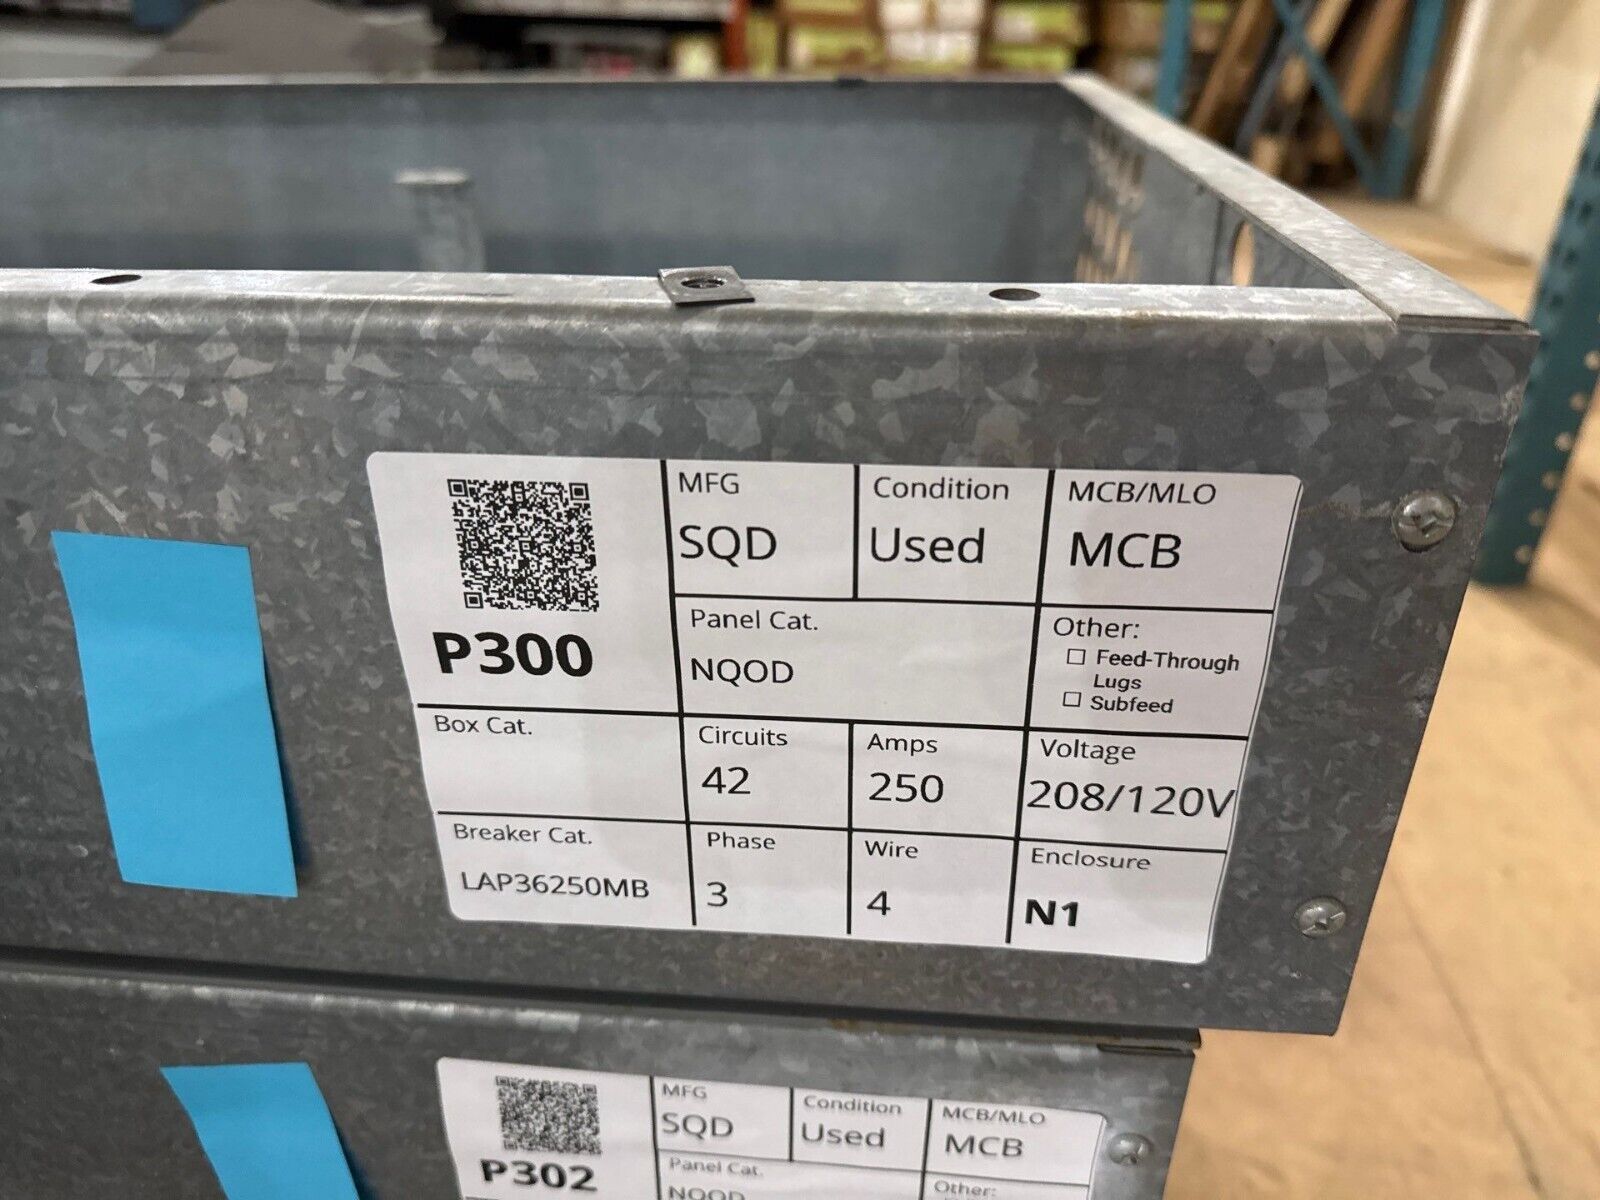 P300
MFG
SQD
Condition
Used
MCB/MLO
MCB
Panel Cat.
NQOD
Other:
☐ Feed-Through
Lugs
☐ Subfeed
Box Cat.
Circuits
42
Amps
250
Voltage
208/120V
Breaker Cat.
LAP36250MB
Phase
3
Wire
4
Enclosure
N1
P302
MFG
SQD
Condition
Used
MCB/MLO
MCB
Panel Cat.
NQOD
Other: